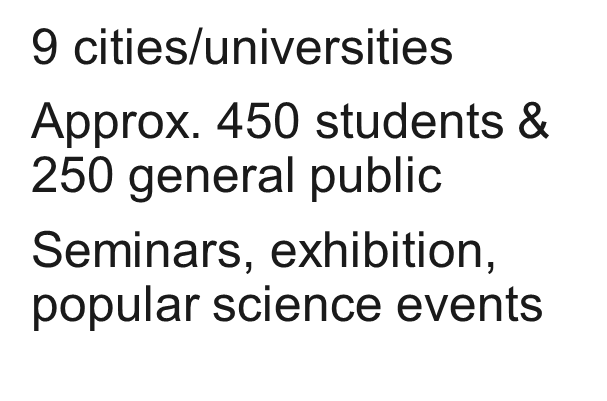 9 cities/universities
Approx. 450 students &
250 general public
Seminars, exhibition,
popular science events